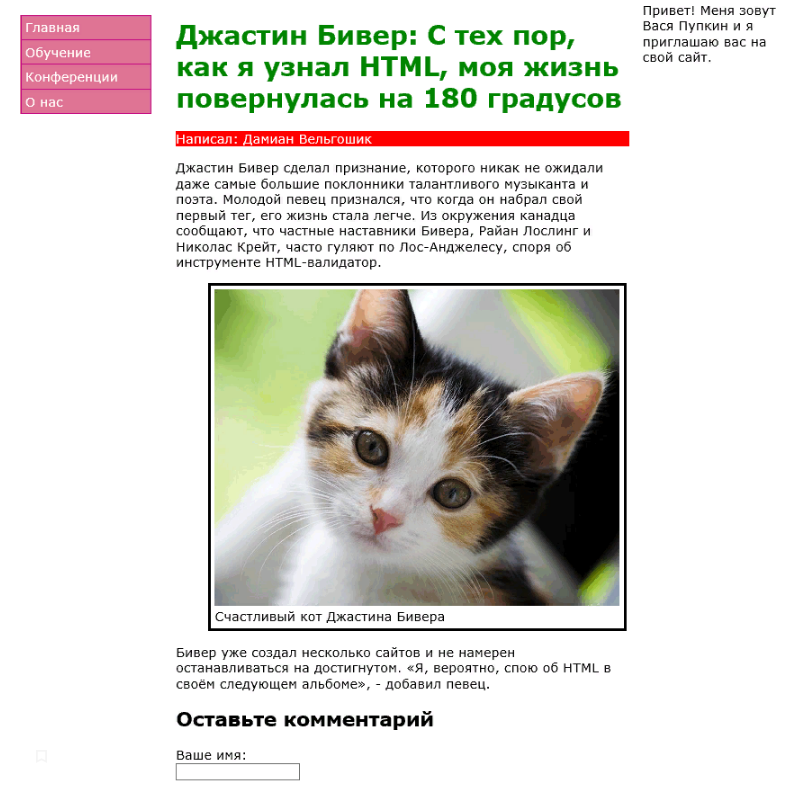 Главная
Обучение
Конференции
О нас
Джастин Бивер: С тех пор,
как я узнал HTML, моя жизнь
повернулась на 180 градусов
Написал: Дамиан Вельгошик
Джастин Бивер сделал признание, которого никак не ожидали
даже самые большие поклонники талантливого музыканта и
поэта. Молодой певец признался, что когда он набрал свой
первый тег, его жизнь стала легче. Из окружения канадца
сообщают, что частные наставники Бивера, Райан Лослинг и
Николас Крейт, часто гуляют по Лос-Анджелесу, споря об
инструменте HTML-валидатор.
Счастливый кот Джастина Бивера
Бивер уже создал несколько сайтов и не намерен
останавливаться на достигнутом. «Я, вероятно, спою об HTML в
своём следующем альбоме», - добавил певец.
Оставьте комментарий
Ваше имя:
Привет! Меня зовут
Вася Пупкин и я
приглашаю вас на
свой сайт.